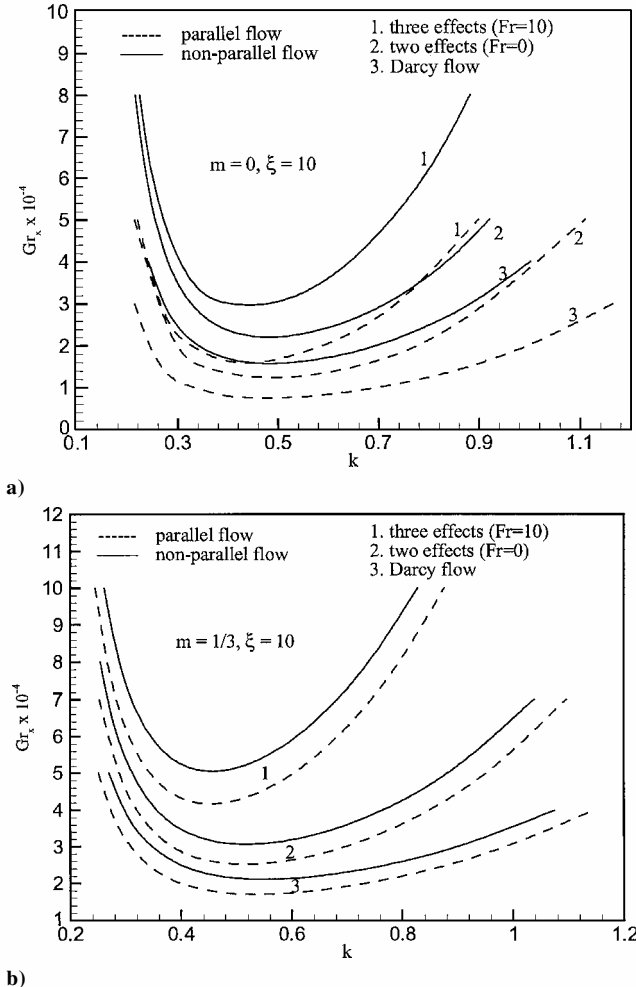 10
9
8
7
6
5
4
3
2
1
0
Gr_x x 10^-4
parallel flow
non-parallel flow
1. three effects (Fr=10)
2. two effects (Fr=0)
3. Darcy flow
m = 0, ξ = 10
1
1
2
2
3
3
0.1 0.3 0.5 0.7 0.9 1.1
k
a)
12
11
10
9
8
7
6
5
4
3
2
1
Gr_x x 10^-4
parallel flow
non-parallel flow
1. three effects (Fr=10)
2. two effects (Fr=0)
3. Darcy flow
m = 1/3, ξ = 10
1
2
3
0.2 0.4 0.6 0.8 1 1.2
k
b)